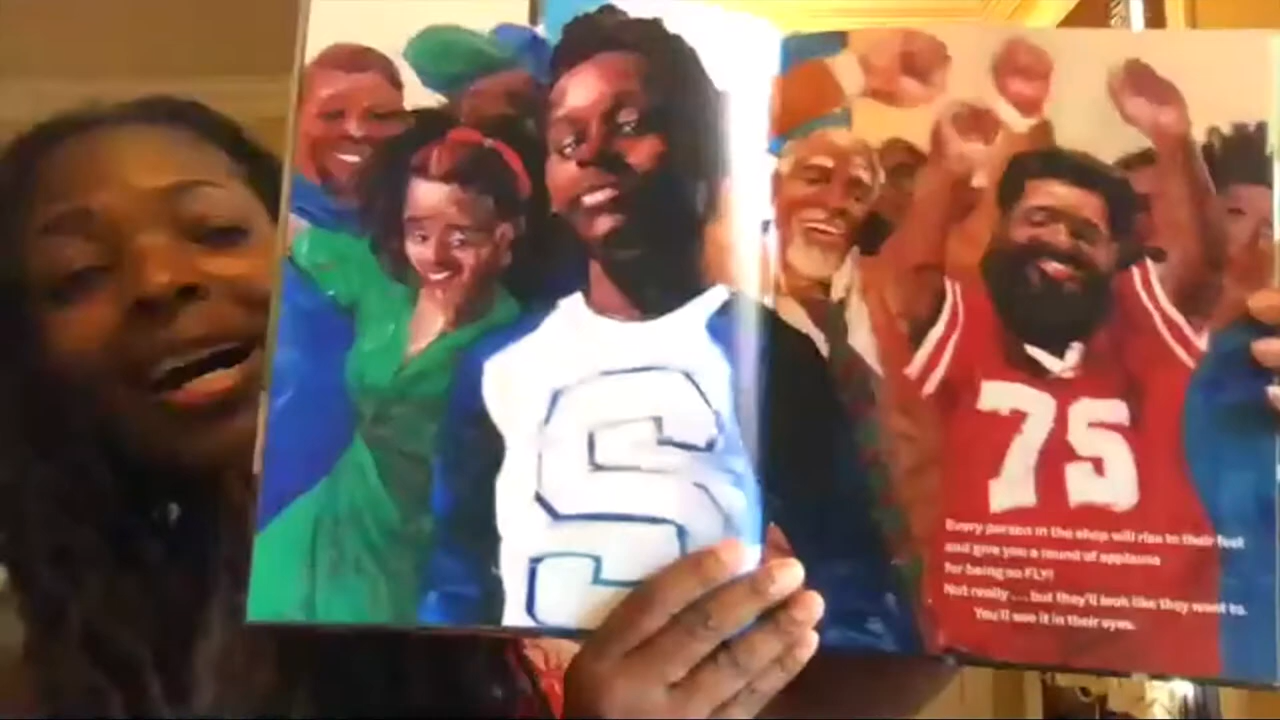 S
75
Every person in the shop will rise to their feet
and give you a round of applause
for being so FLY!
Not really . . . but they'll look like they want to.
You'll see it in their eyes.